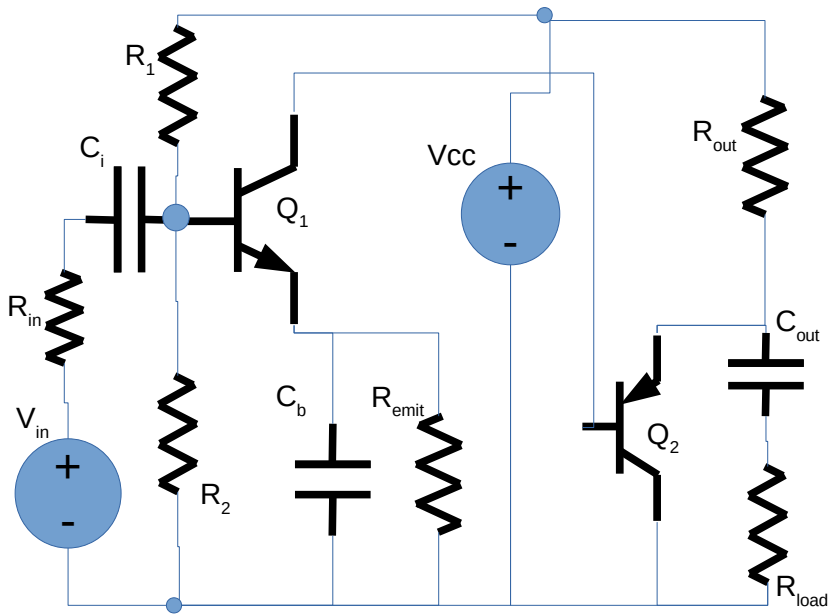 R1
Ci
Q1
Vcc
+
-
Rout
Rin
Cout
Vin
+
-
Cb
Remit
Q2
R2
Rload